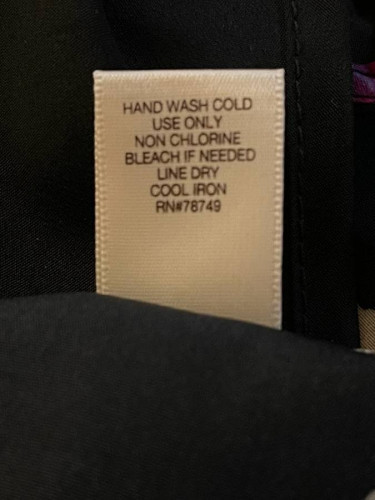 HAND WASH COLD
USE ONLY
NON CHLORINE
BLEACH IF NEEDED
LINE DRY
COOL IRON
RN#78749